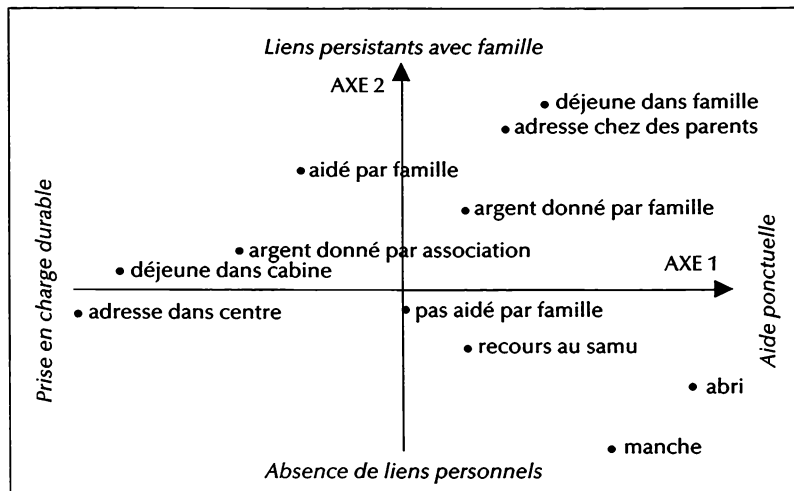 Liens persistants avec famille
AXE 2
déjeune dans famille
adresse chez des parents
aidé par famille
argent donné par famille
argent donné par association
déjeune dans cabine
AXE 1
adresse dans centre
pas aidé par famille
recours au samu
abri
manche
Absence de liens personnels
Prise en charge durable
Aide ponctuelle